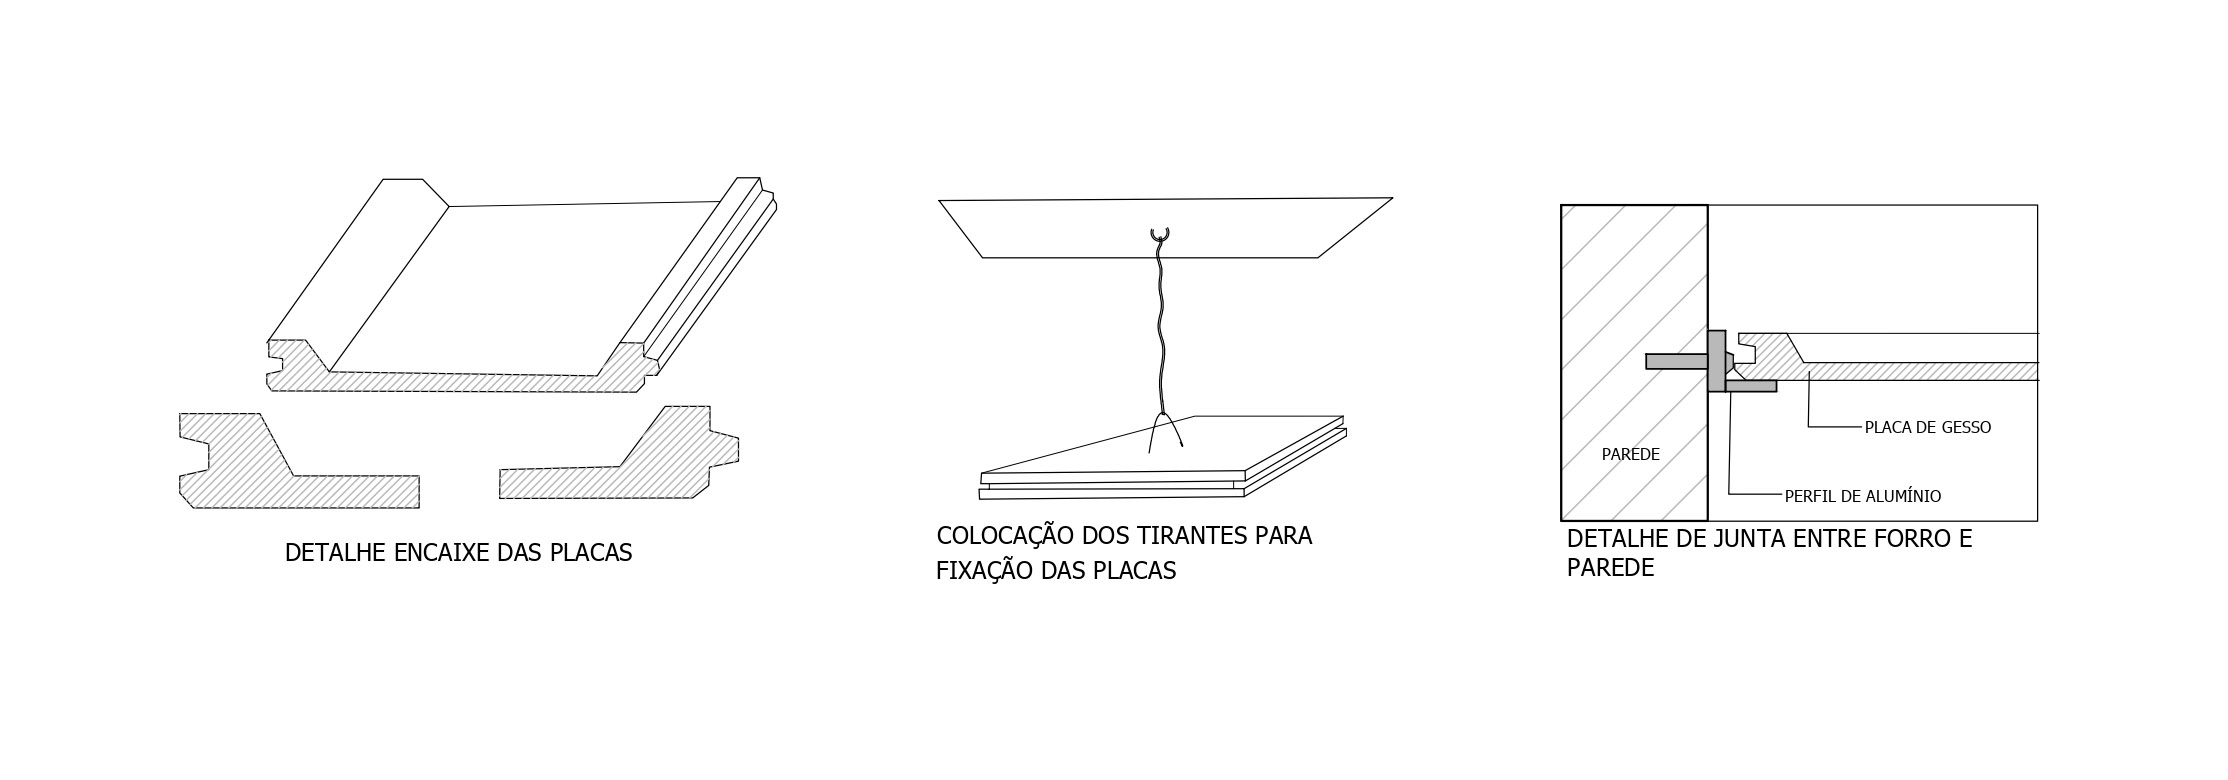 DETALHE ENCAIXE DAS PLACAS
COLOCAÇÃO DOS TIRANTES PARA
FIXAÇÃO DAS PLACAS
PAREDE
PLACA DE GESSO
PERFIL DE ALUMÍNIO
DETALHE DE JUNTA ENTRE FORRO E
PAREDE